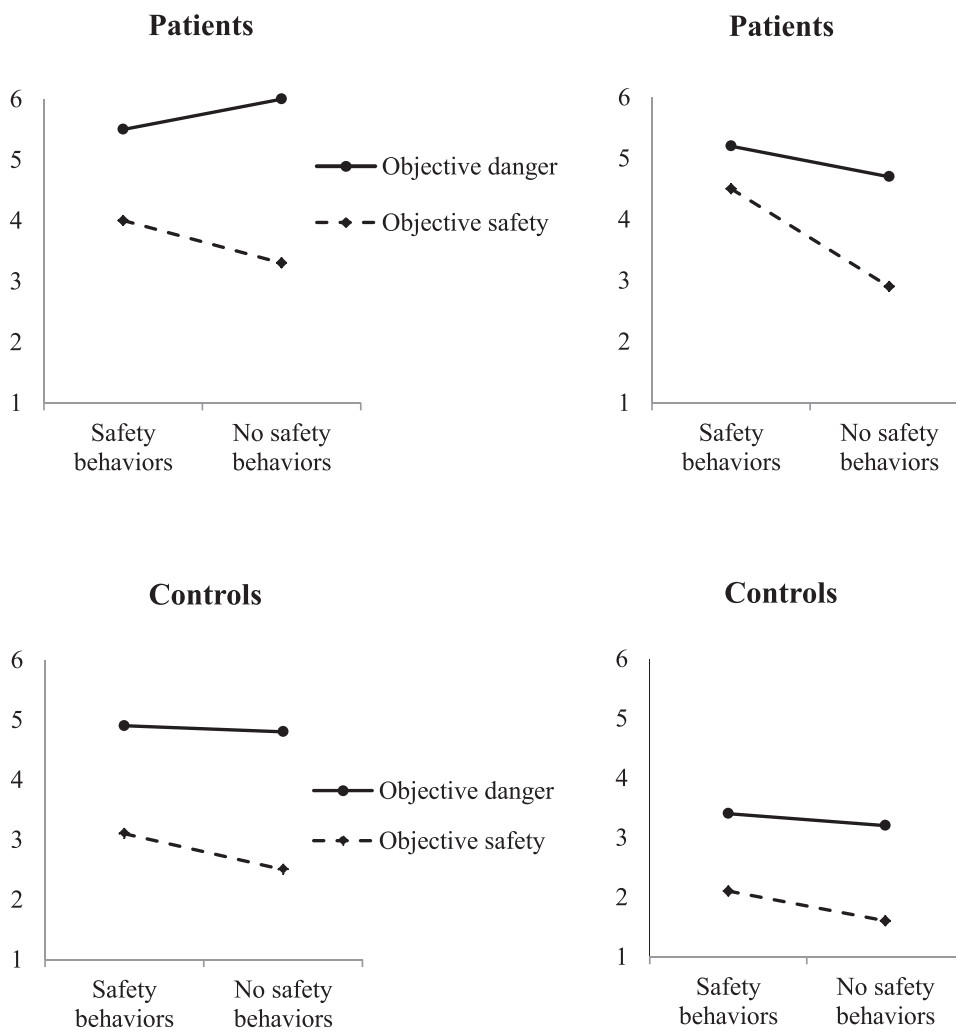 Patients
6
5
4
3
2
1
Safety
behaviors
No safety
behaviors
Objective danger
Objective safety
Patients
6
5
4
3
2
1
Safety
behaviors
No safety
behaviors
Controls
6
5
4
3
2
1
Safety
behaviors
No safety
behaviors
Objective danger
Objective safety
Controls
6
5
4
3
2
1
Safety
behaviors
No safety
behaviors